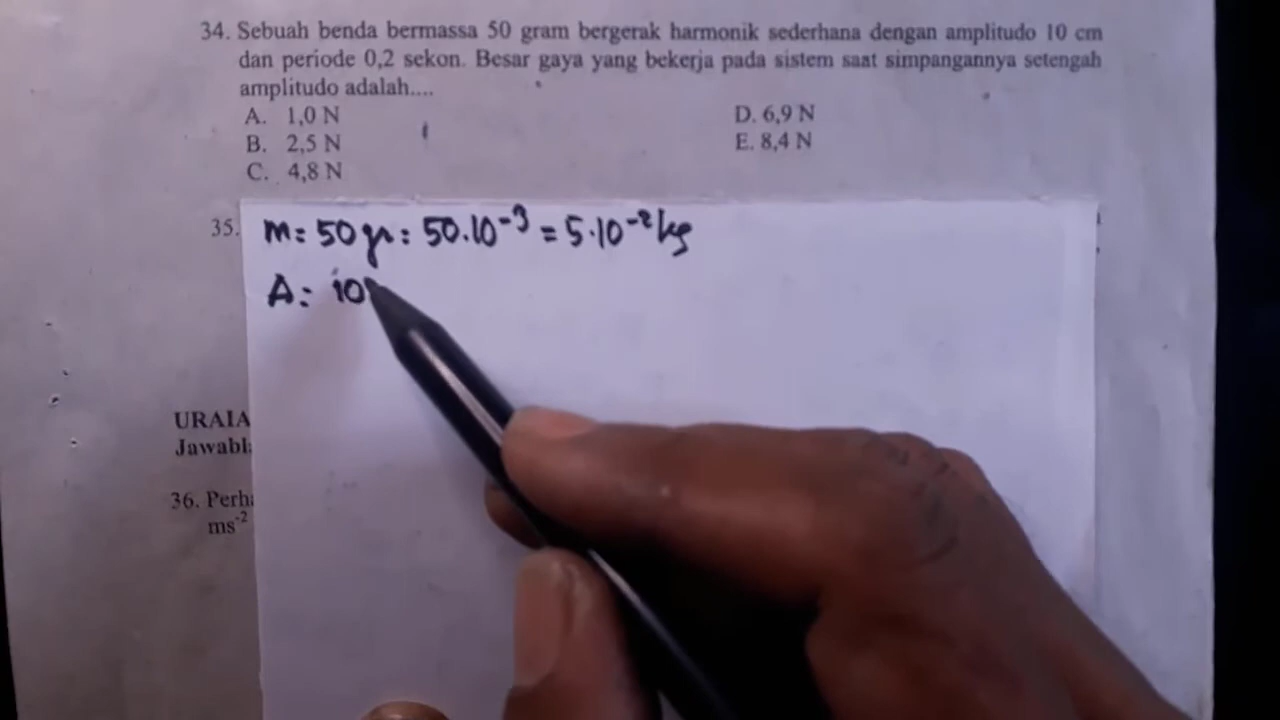 34. Sebuah benda bermassa 50 gram bergerak harmonik sederhana dengan amplitudo 10 cm
dan periode 0,2 sekon. Besar gaya yang bekerja pada sistem saat simpangannya setengah
amplitudo adalah....
A. 1,0 N
B. 2,5 N
C. 4,8 N
D. 6,9 N
E. 8,4 N
35.
m = 50 gr = 50.10⁻³ = 5.10⁻² kg
A = 10
URAIA
Jawabl
36. Perh
ms⁻²